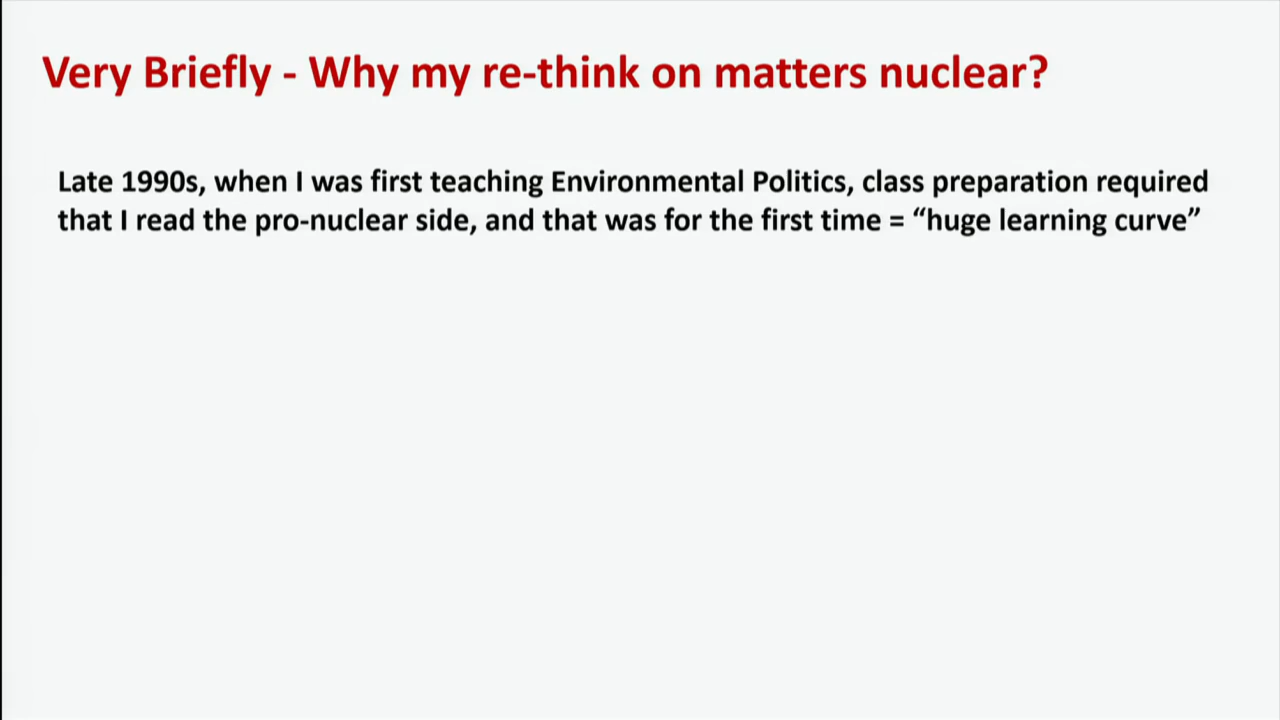 Very Briefly - Why my re-think on matters nuclear?
Late 1990s, when I was first teaching Environmental Politics, class preparation required
that I read the pro-nuclear side, and that was for the first time = “huge learning curve”